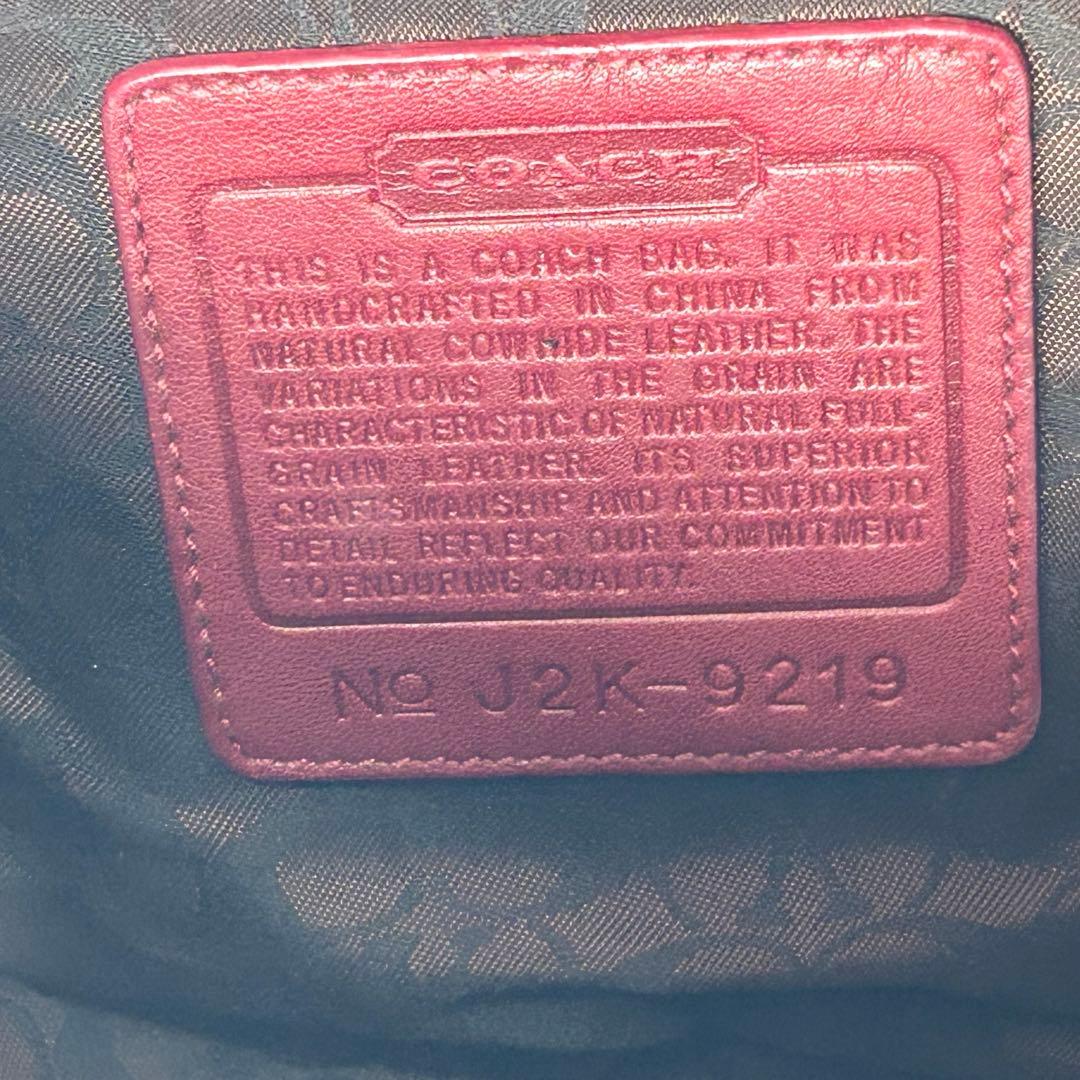 COACH
THIS IS A COACH BAG. IT WAS
HANDCRAFTED IN CHINA FROM
NATURAL COWHIDE LEATHER. THE
VARIATIONS IN THE GRAIN ARE
CHARACTERISTIC OF NATURAL FULL-
GRAIN LEATHER. ITS SUPERIOR
CRAFTSMANSHIP AND ATTENTION TO
DETAIL REFLECT OUR COMMITMENT
TO ENDURING QUALITY.
No J2K-9219